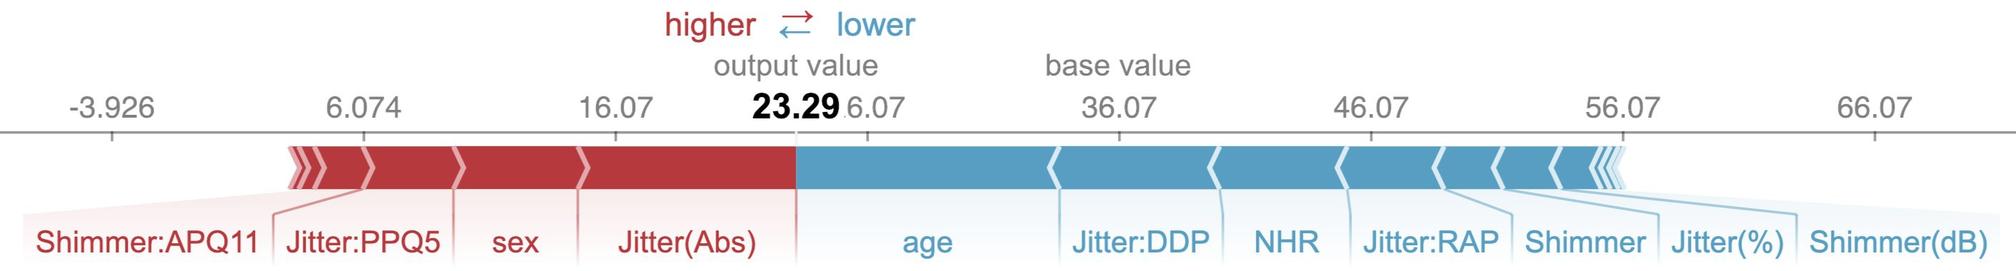 higher lower
output value base value
-3.926 6.074 16.07 23.29 6.07 36.07 46.07 56.07 66.07
Shimmer:APQ11 Jitter:PPQ5 sex Jitter(Abs) age Jitter:DDP NHR Jitter:RAP Shimmer Jitter(%) Shimmer(dB)